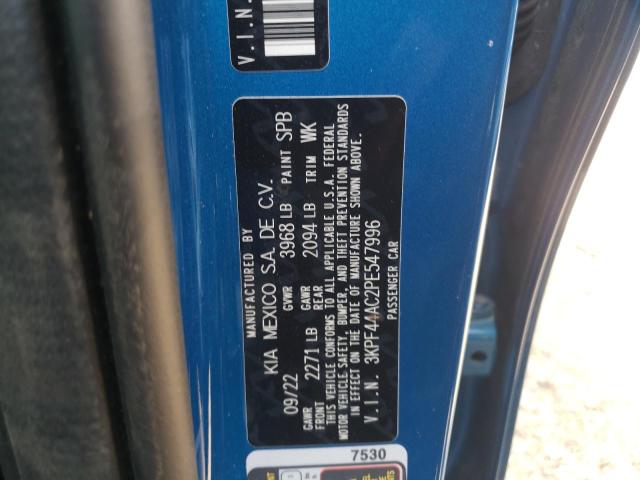 V.I.N.
MANUFACTURED BY
KIA MEXICO S.A. DE C.V.
09/22 GVWR 3968 LB PAINT SPB
GAWR FRONT 2271 LB GAWR REAR 2094 LB TRIM WK
THIS VEHICLE CONFORMS TO ALL APPLICABLE U.S.A. FEDERAL
MOTOR VEHICLE SAFETY, BUMPER, AND THEFT PREVENTION STANDARDS
IN EFFECT ON THE DATE OF MANUFACTURE SHOWN ABOVE.
V.I.N. 3KPF44AC2PE547996
PASSENGER CAR
7530